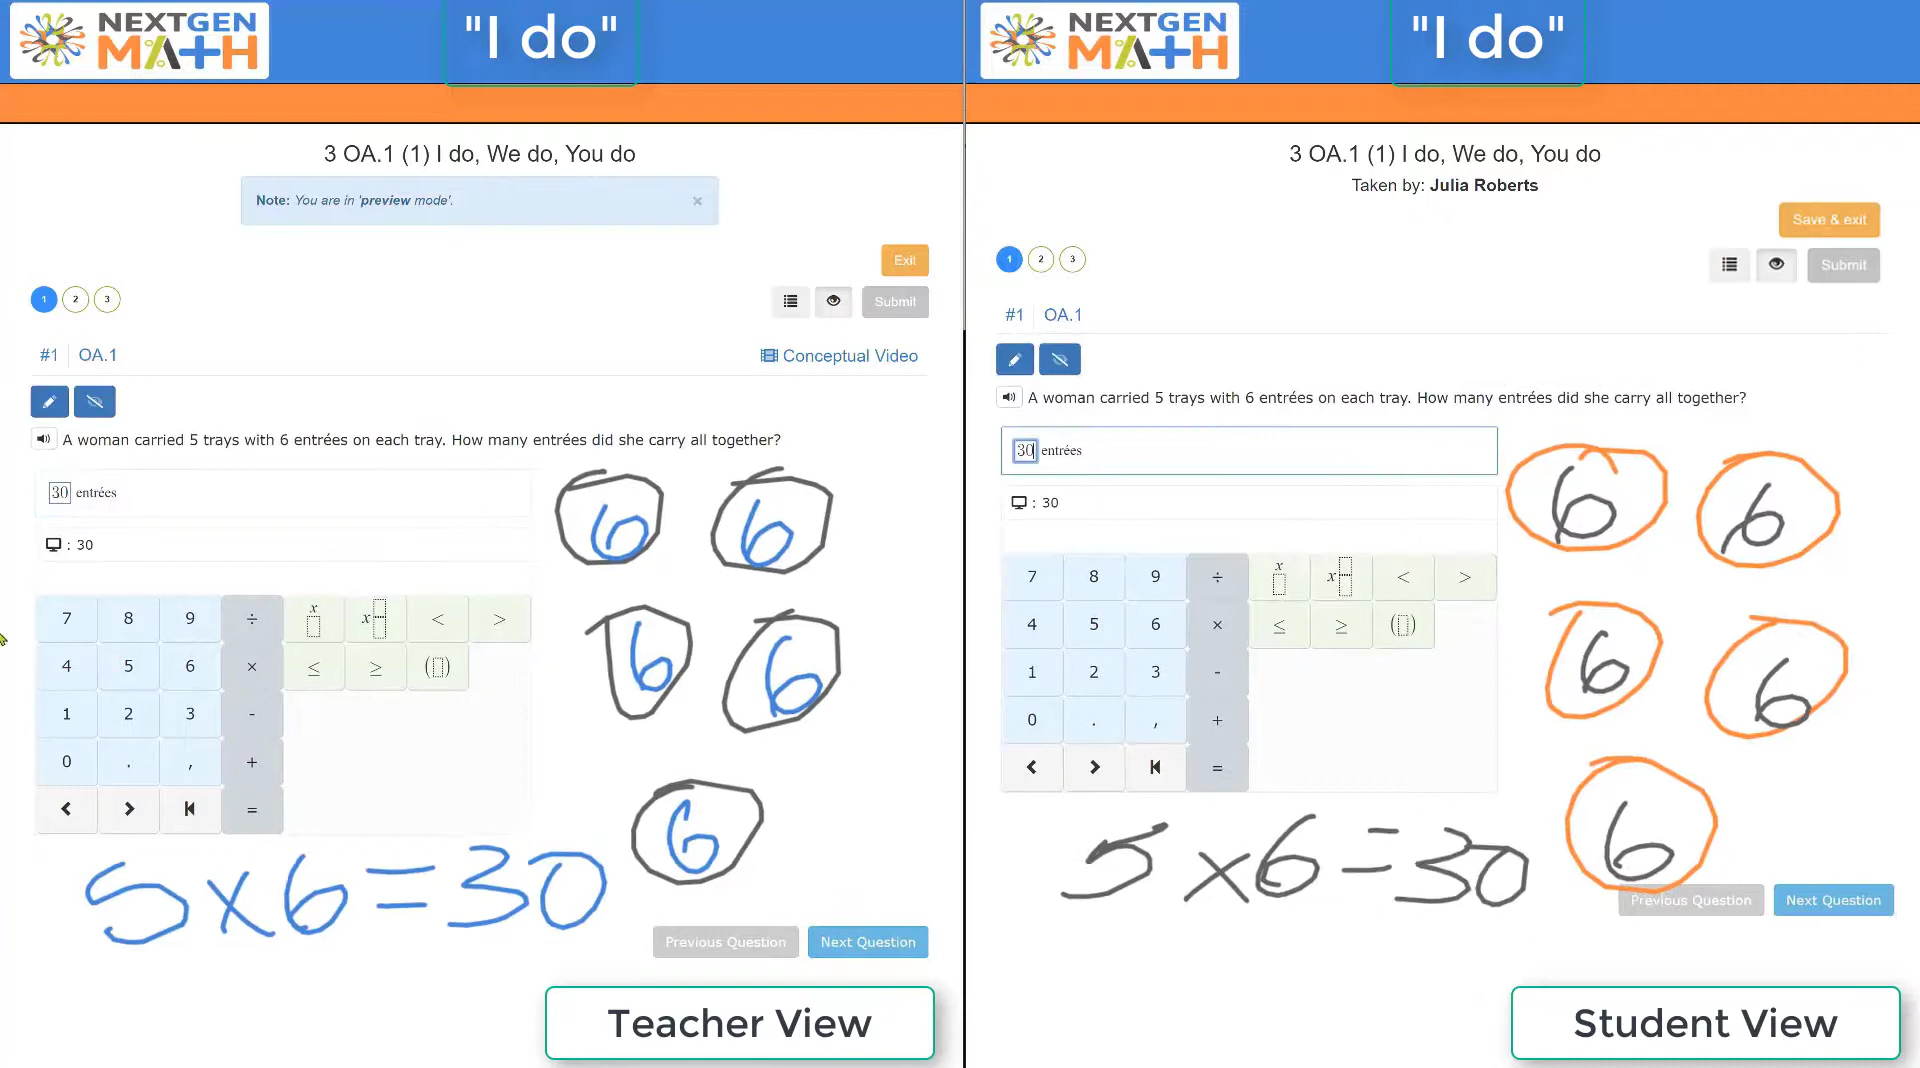 NEXTGEN
MATH
"I do"
3 OA.1 (1) I do, We do, You do
Note: You are in 'preview mode'.
×
Exit
1 2 3
Submit
#1 OA.1
Conceptual Video
A woman carried 5 trays with 6 entrées on each tray. How many entrées did she carry all together?
30 entrées
: 30
6 6
6 6
6
7 8 9 ÷ x x < >
4 5 6 × ≤ ≥ ()
1 2 3 -
0 . , +
=
5 x 6 = 30
Previous Question Next Question
Teacher View
NEXTGEN
MATH
"I do"
3 OA.1 (1) I do, We do, You do
Taken by: Julia Roberts
Save & exit
1 2 3
Submit
#1 OA.1
A woman carried 5 trays with 6 entrées on each tray. How many entrées did she carry all together?
30 entrées
: 30
6 6
6 6
6
7 8 9 ÷ x x < >
4 5 6 × ≤ ≥ ()
1 2 3 -
0 . , +
=
5 x 6 = 30
Previous Question Next Question
Student View